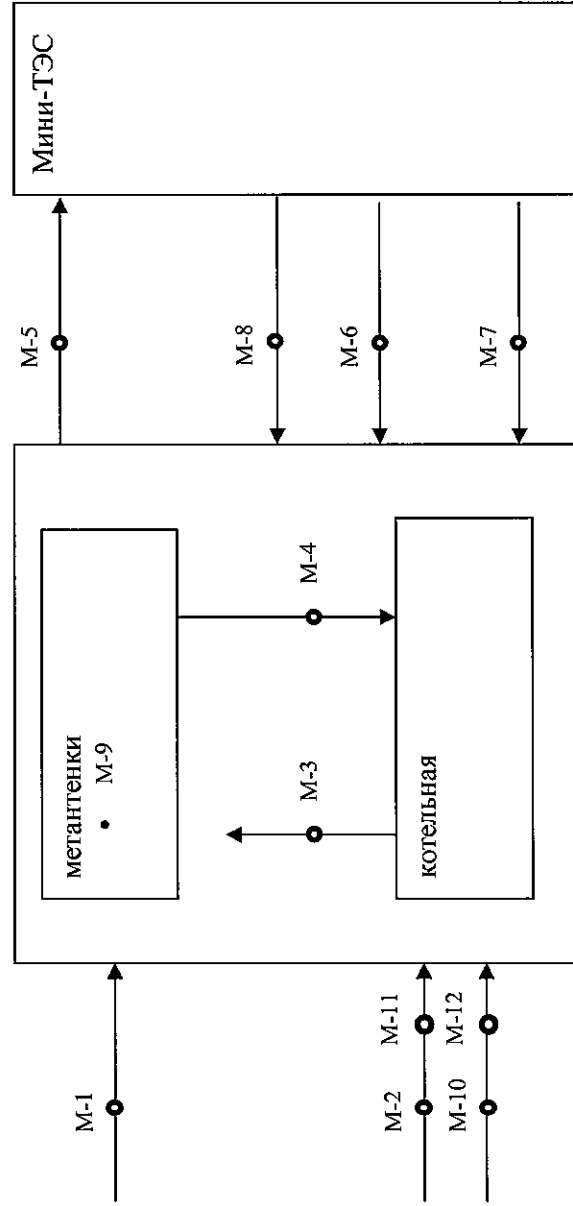 Мини-ТЭС
М-5
М-8
М-6
М-7
метантенки
М-9
М-4
М-3
котельная
М-1
М-2
М-11
М-10
М-12